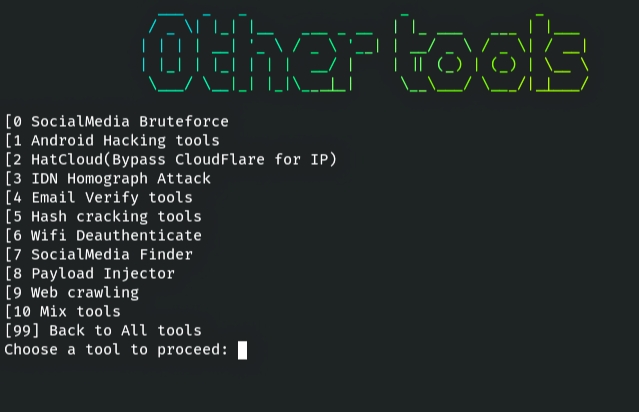 Other tools
[0 SocialMedia Bruteforce
[1 Android Hacking tools
[2 HatCloud(Bypass CloudFlare for IP)
[3 IDN Homograph Attack
[4 Email Verify tools
[5 Hash cracking tools
[6 Wifi Deauthenticate
[7 SocialMedia Finder
[8 Payload Injector
[9 Web crawling
[10 Mix tools
[99] Back to All tools
Choose a tool to proceed: